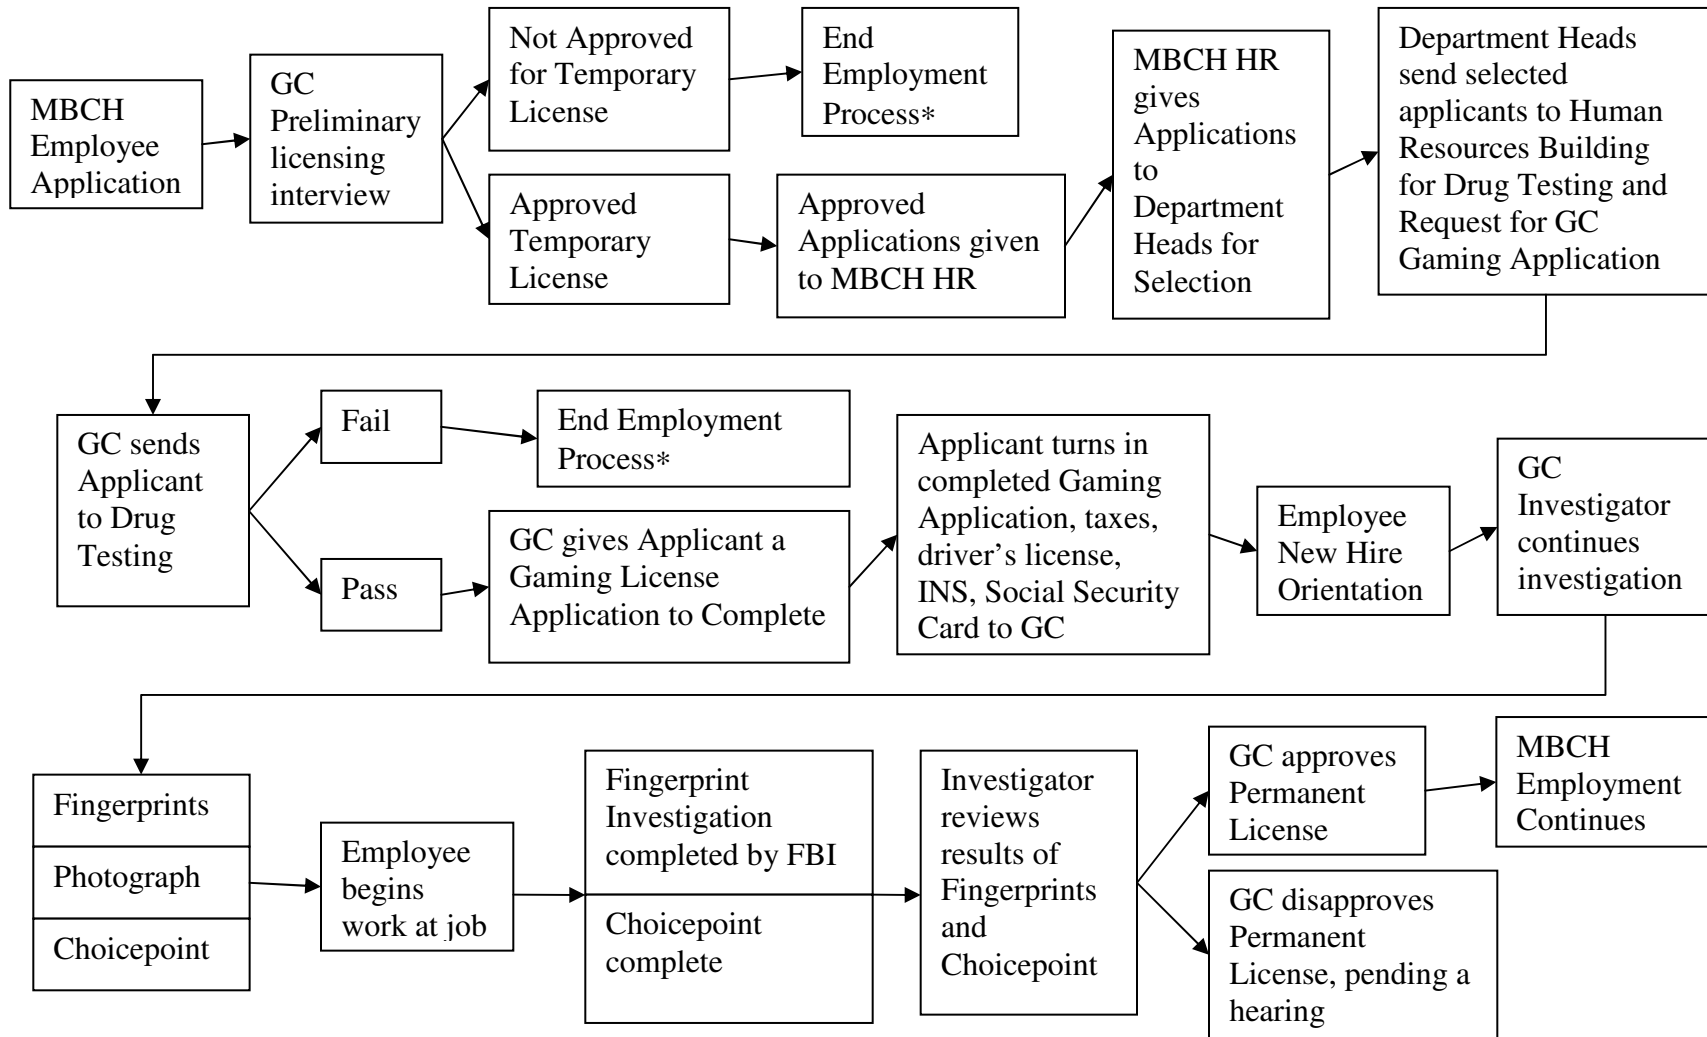 MBCH
Employee
Application
GC
Preliminary
licensing
interview
Not Approved
for Temporary
License
End
Employment
Process*
Approved
Temporary
License
Approved
Applications given
to MBCH HR
MBCH HR
gives
Applications
to
Department
Heads for
Selection
Department Heads
send selected
applicants to Human
Resources Building
for Drug Testing and
Request for GC
Gaming Application
GC sends
Applicant
to Drug
Testing
Fail
End Employment
Process*
Pass
GC gives Applicant a
Gaming License
Application to Complete
Applicant turns in
completed Gaming
Application, taxes,
driver’s license,
INS, Social Security
Card to GC
Employee
New Hire
Orientation
GC
Investigator
continues
investigation
Fingerprints
Photograph
Choicepoint
Employee
begins
work at job
Fingerprint
Investigation
completed by FBI
Choicepoint
complete
Investigator
reviews
results of
Fingerprints
and
Choicepoint
GC approves
Permanent
License
MBCH
Employment
Continues
GC disapproves
Permanent
License, pending a
hearing